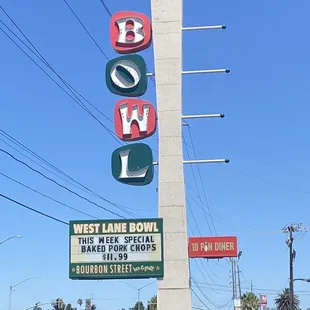 B
O
W
L
WEST LANE BOWL
THIS WEEK SPECIAL
BAKED PORK CHOPS
$11.99
BOURBON STREET
10 PIN DINER